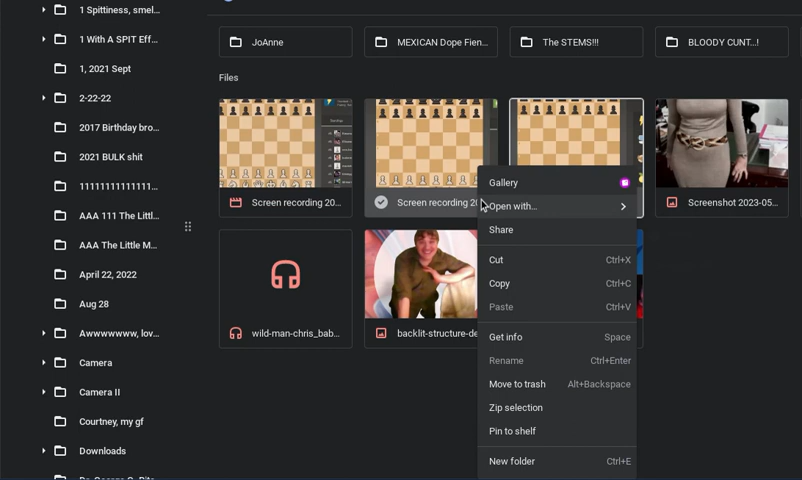 1 Spittiness, smel...
1 With A SPIT Eff...
1, 2021 Sept
2-22-22
2017 Birthday bro...
2021 BULK shit
11111111111111...
AAA 111 The Littl...
AAA The Little M...
April 22, 2022
Aug 28
Awwwwwww, lov...
Camera
Camera II
Courtney, my gf
Downloads
JoAnne
MEXICAN Dope Fien...
The STEMS!!!
BLOODY CUNT...!
Files
Screen recording 20...
Screen recording 20
Screenshot 2023-05...
wild-man-chris_bab...
backlit-structure-de
Gallery
Open with...
Share
Cut Ctrl+X
Copy Ctrl+C
Paste Ctrl+V
Get info Space
Rename Ctrl+Enter
Move to trash Alt+Backspace
Zip selection
Pin to shelf
New folder Ctrl+E